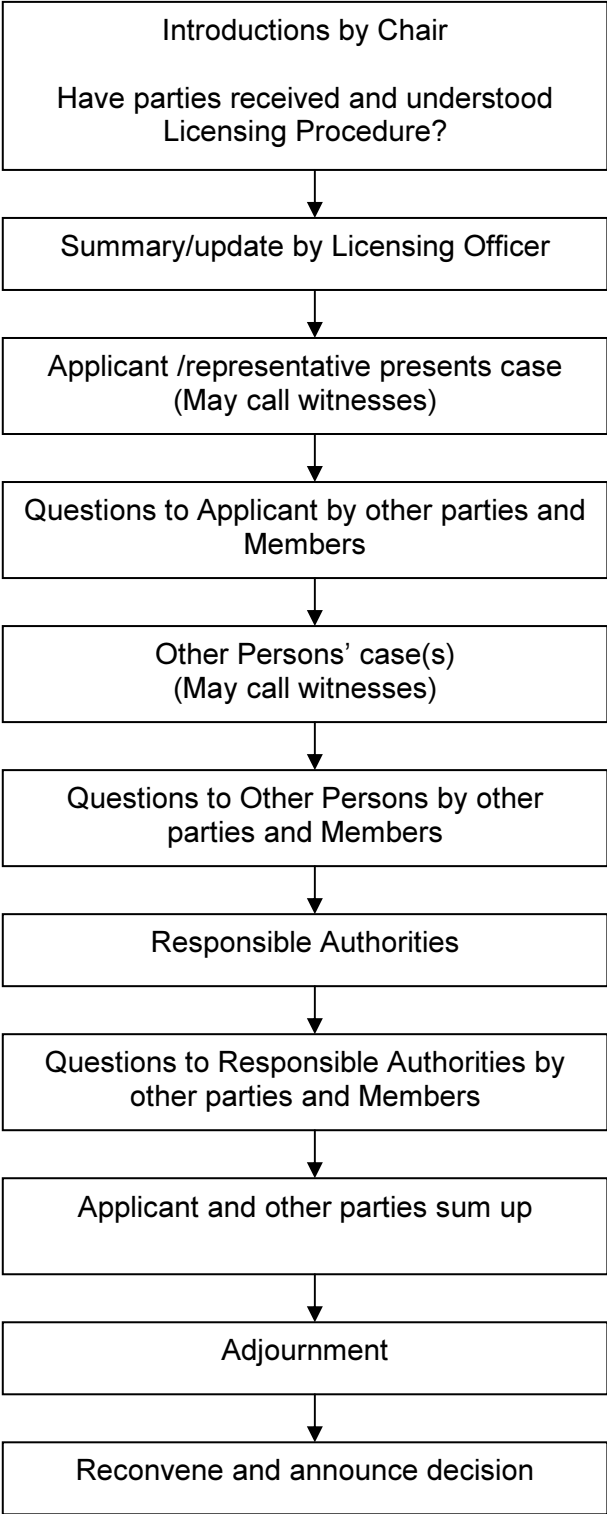 Introductions by Chair
Have parties received and understood
Licensing Procedure?
Summary/update by Licensing Officer
Applicant /representative presents case
(May call witnesses)
Questions to Applicant by other parties and
Members
Other Persons’ case(s)
(May call witnesses)
Questions to Other Persons by other
parties and Members
Responsible Authorities
Questions to Responsible Authorities by
other parties and Members
Applicant and other parties sum up
Adjournment
Reconvene and announce decision